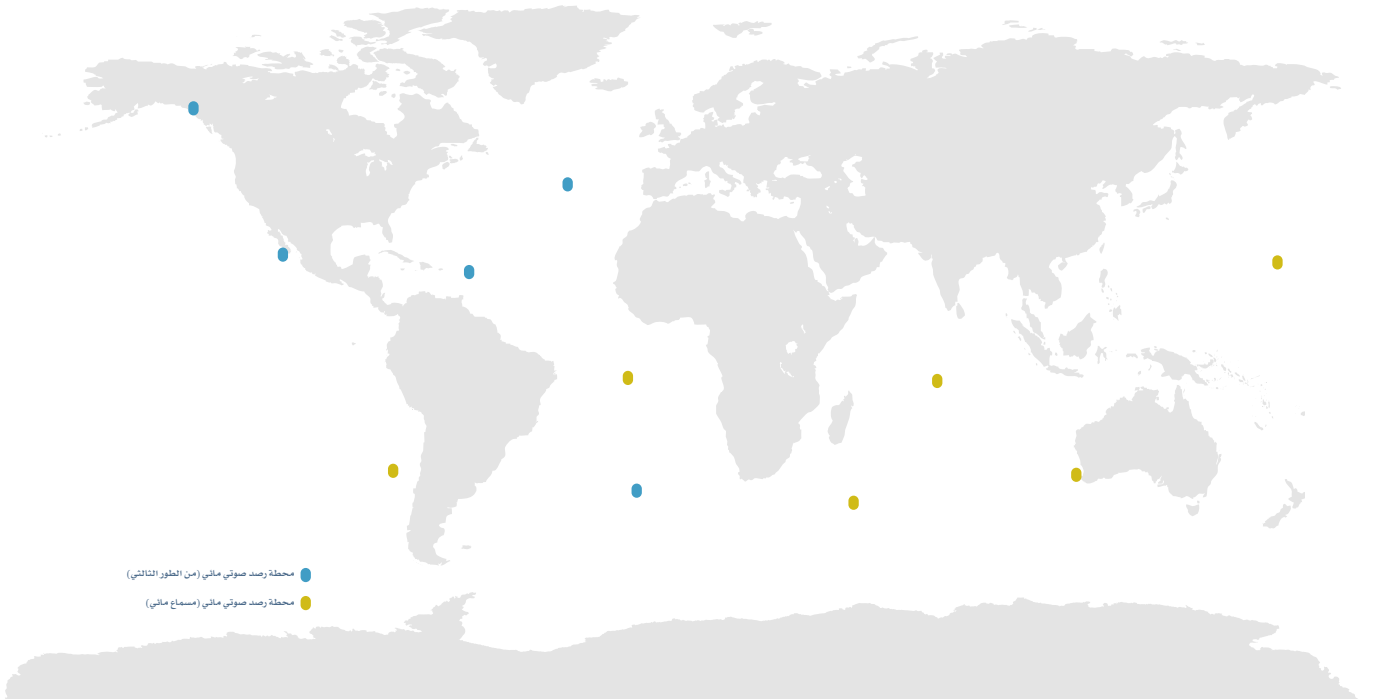 محطة رصد صوتي مائي (من الطور الثالثي)
محطة رصد صوتي مائي (مسماع مائي)